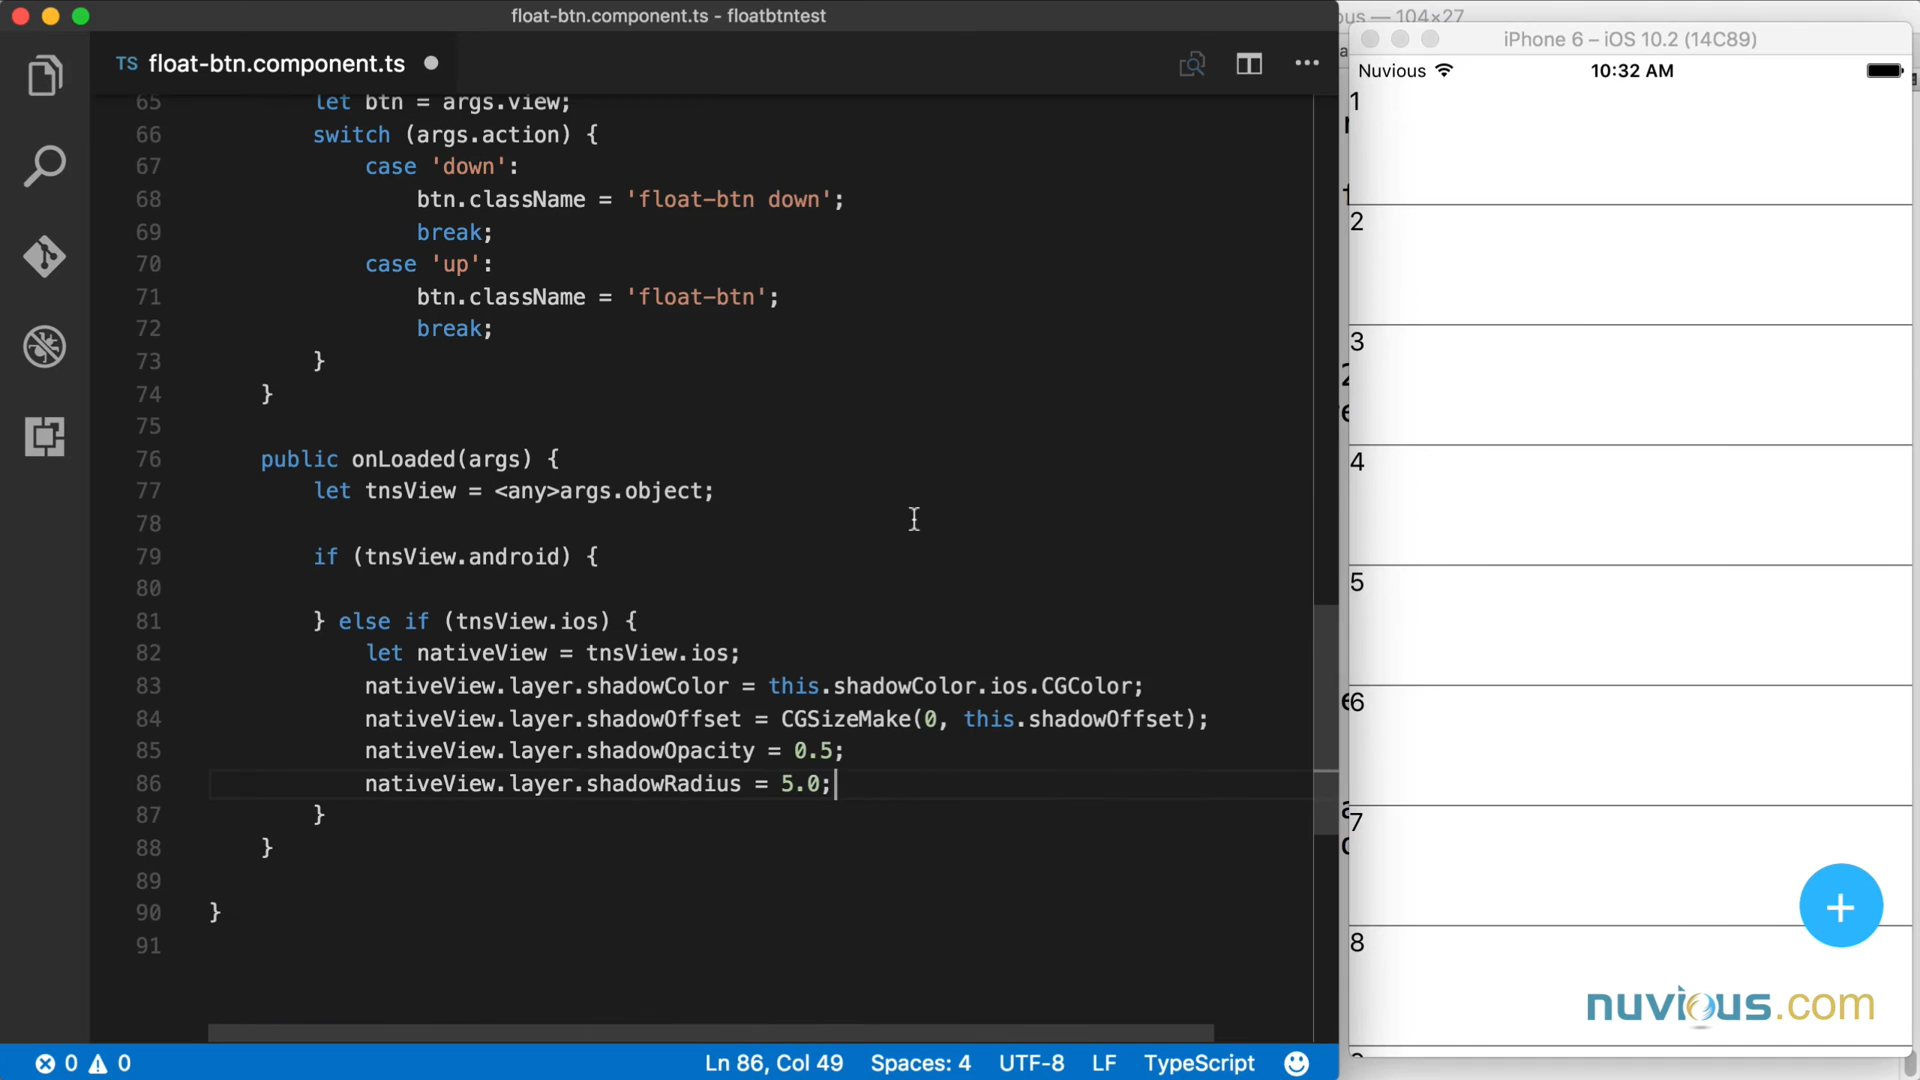 float-btn.component.ts - floatbtntest
TS float-btn.component.ts
65 let btn = args.view;
66 switch (args.action) {
67 case 'down':
68 btn.className = 'float-btn down';
69 break;
70 case 'up':
71 btn.className = 'float-btn';
72 break;
73 }
74 }
75
76 public onLoaded(args) {
77 let tnsView = <any>args.object;
78
79 if (tnsView.android) {
80
81 } else if (tnsView.ios) {
82 let nativeView = tnsView.ios;
83 nativeView.layer.shadowColor = this.shadowColor.ios.CGColor;
84 nativeView.layer.shadowOffset = CGSizeMake(0, this.shadowOffset);
85 nativeView.layer.shadowOpacity = 0.5;
86 nativeView.layer.shadowRadius = 5.0;
87 }
88 }
89
90 }
91
0 0 Ln 86, Col 49 Spaces: 4 UTF-8 LF TypeScript
ous — 104×27
iPhone 6 – iOS 10.2 (14C89)
Nuvious 10:32 AM
1
2
3
4
5
6
7
+
8
nuvious.com